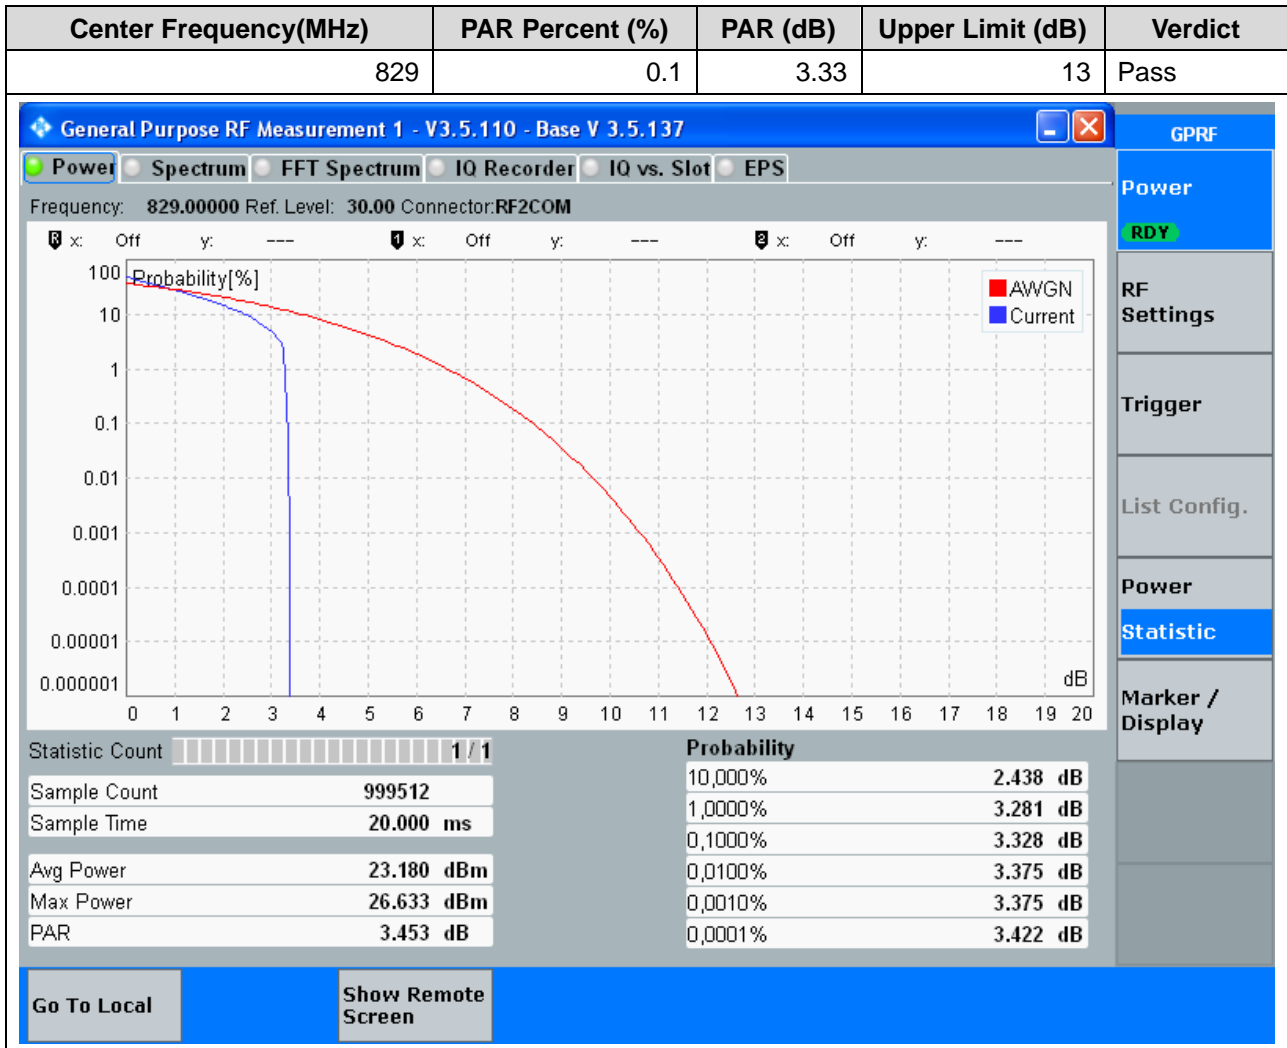 Center Frequency(MHz) PAR Percent (%) PAR (dB) Upper Limit (dB) Verdict
829 0.1 3.33 13 Pass
General Purpose RF Measurement 1 - V3.5.110 - Base V 3.5.137
GPRF
Power Spectrum FFT Spectrum IQ Recorder IQ vs. Slot EPS
Power
RDY
Frequency: 829.00000 Ref. Level: 30.00 Connector:RF2COM
R x: Off y: --- 1 x: Off y: --- 2 x: Off y: ---
Probability[%]
AWGN
Current
100
10
1
0.1
0.01
0.001
0.0001
0.00001
0.000001
dB
0 1 2 3 4 5 6 7 8 9 10 11 12 13 14 15 16 17 18 19 20
RF
Settings
Trigger
List Config.
Power
Statistic
Marker /
Display
Statistic Count 1 / 1
Sample Count 999512
Sample Time 20.000 ms
Avg Power 23.180 dBm
Max Power 26.633 dBm
PAR 3.453 dB
Probability
10,000% 2.438 dB
1,0000% 3.281 dB
0,1000% 3.328 dB
0,0100% 3.375 dB
0,0010% 3.375 dB
0,0001% 3.422 dB
Go To Local
Show Remote
Screen